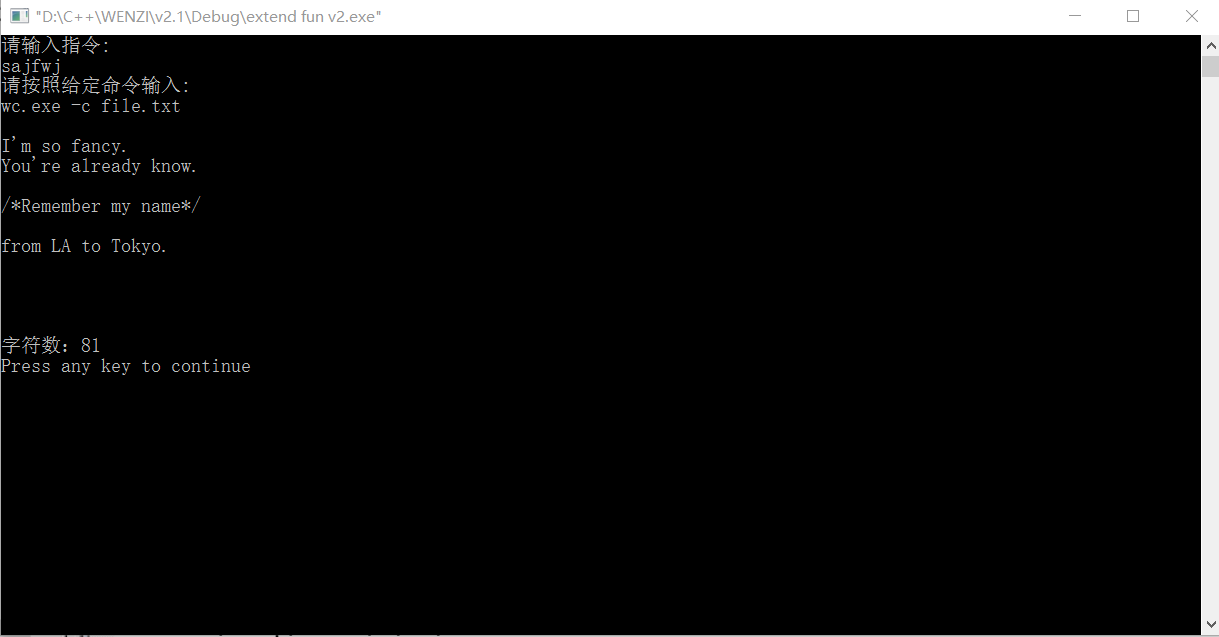 "D:\C++\WENZI\v2.1\Debug\extend fun v2.exe"
请输入指令:
sajfwj
请按照给定命令输入:
wc.exe -c file.txt
I'm so fancy.
You're already know.
/*Remember my name*/
from LA to Tokyo.
字符数: 81
Press any key to continue